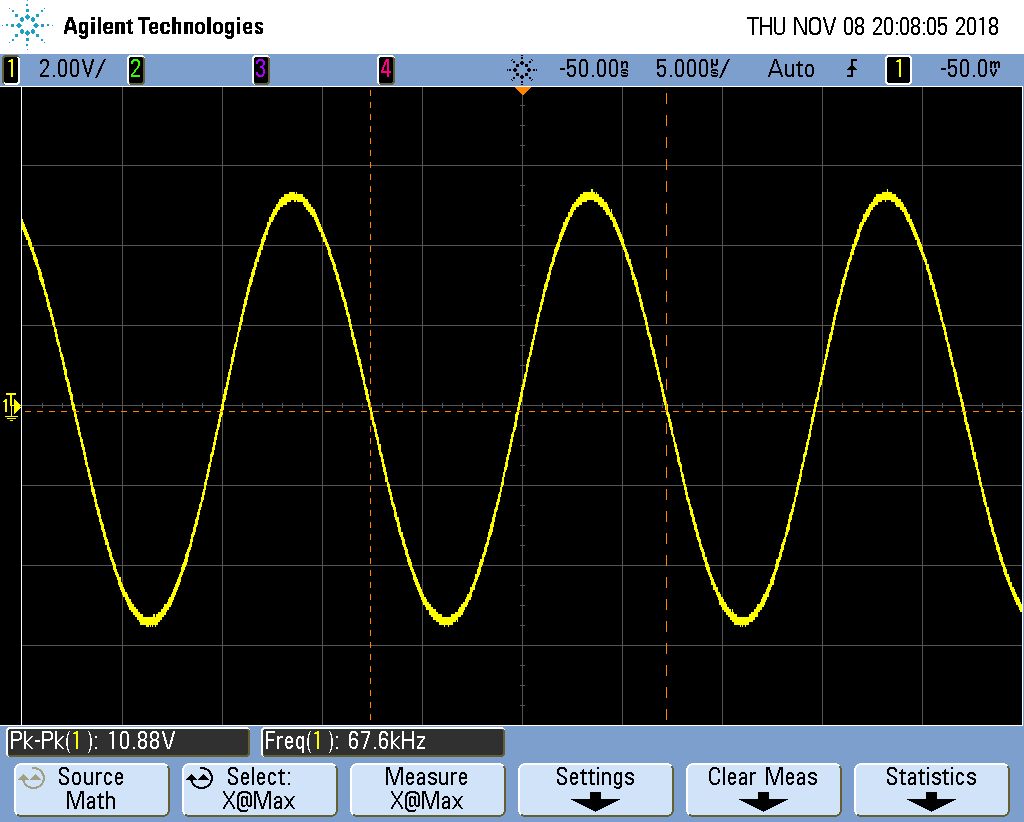 Agilent Technologies
THU NOV 08 20:08:05 2018
1 2.00V/ 2 3 4 -50.00ns 5.000µs/ Auto 1 -50.0mV
1
Pk-Pk(1): 10.88V Freq(1): 67.6kHz
Source Select: Measure Settings Clear Meas Statistics
Math X@Max X@Max